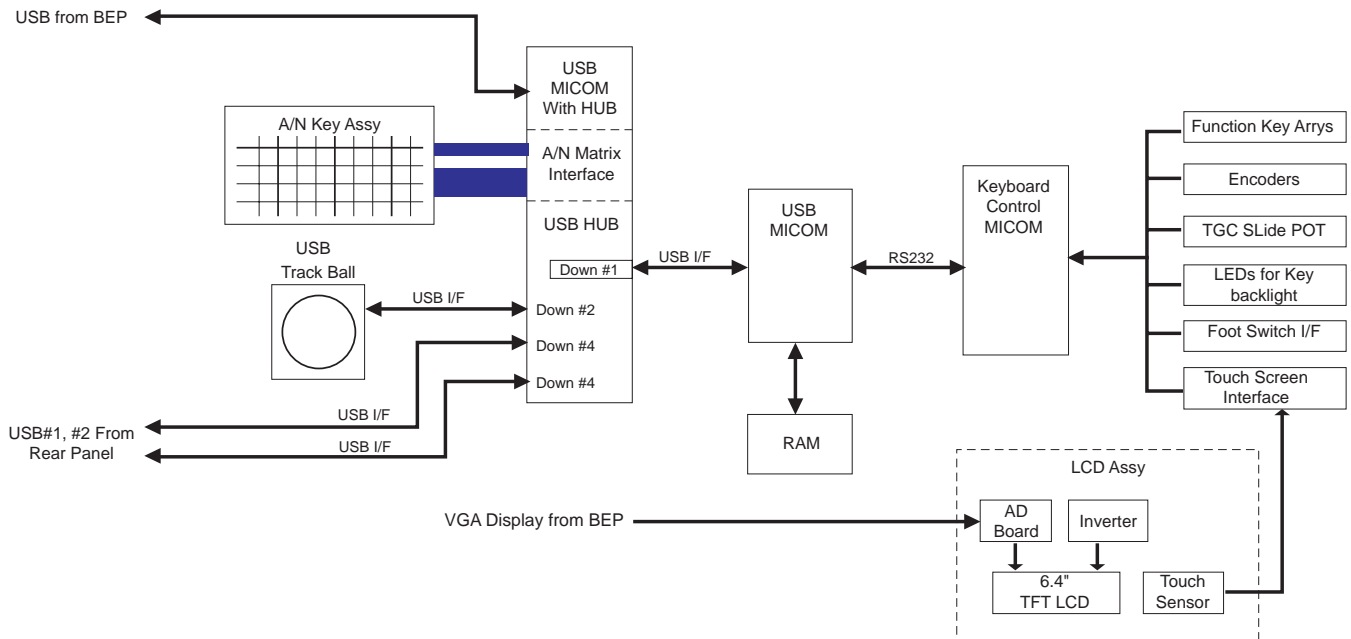 USB from BEP
USB
MICOM
With HUB
A/N Key Assy
A/N Matrix
Interface
USB HUB
Down #1
Down #2
Down #4
Down #4
USB
Track Ball
USB I/F
USB I/F
USB I/F
USB I/F
USB#1, #2 From
Rear Panel
USB
MICOM
RS232
RAM
Keyboard
Control
MICOM
Function Key Arrys
Encoders
TGC SLide POT
LEDs for Key
backlight
Foot Switch I/F
Touch Screen
Interface
LCD Assy
VGA Display from BEP
AD
Board
Inverter
6.4"
TFT LCD
Touch
Sensor